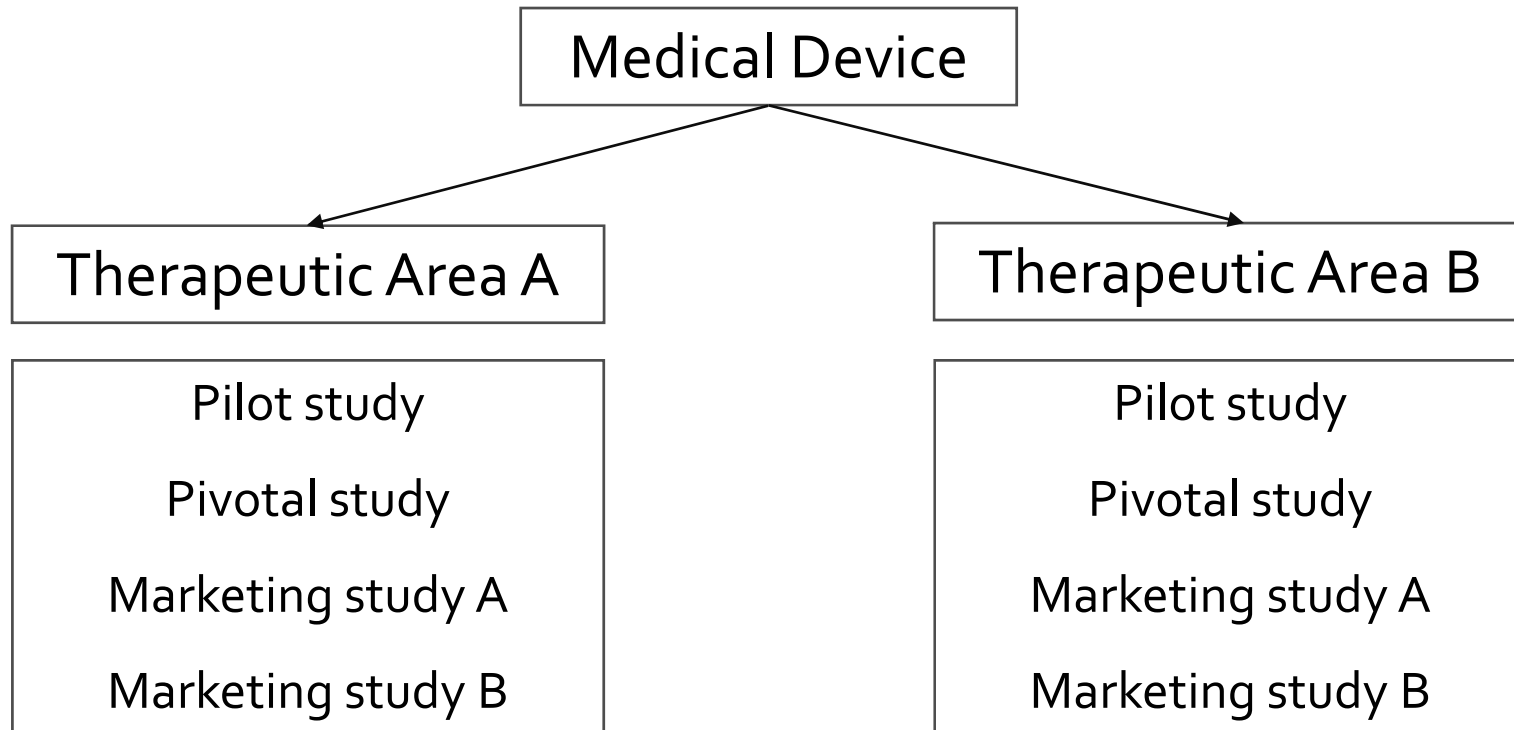 Medical Device
Therapeutic Area A
Pilot study
Pivotal study
Marketing study A
Marketing study B
Therapeutic Area B
Pilot study
Pivotal study
Marketing study A
Marketing study B